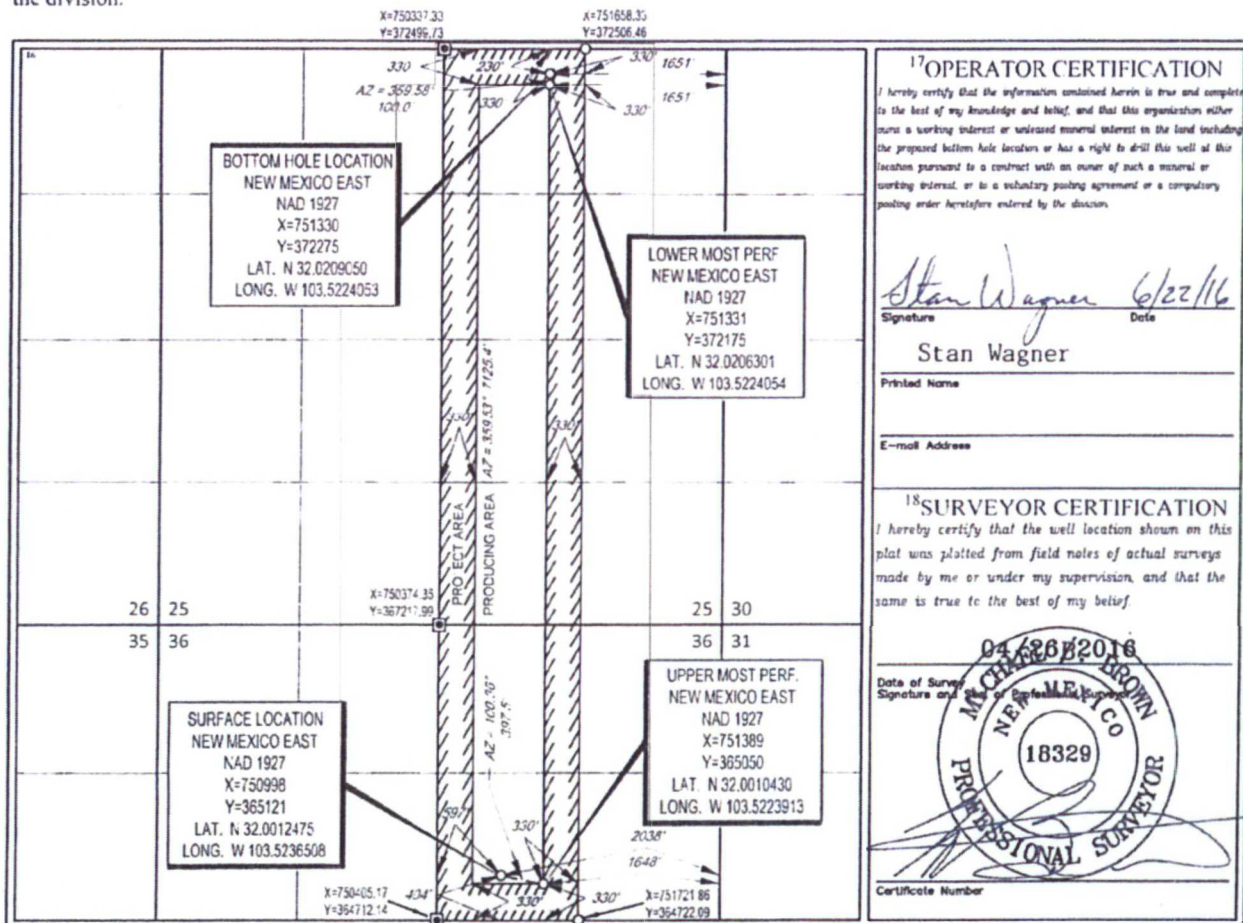 the division.
X=750337.33
Y=372499.73
X=751658.33
Y=372506.46
16
330
230'
330'
1651'
AZ = 359.58°
100.0'
330
1651
330'
BOTTOM HOLE LOCATION
NEW MEXICO EAST
NAD 1927
X=751330
Y=372275
LAT. N 32.0209050
LONG. W 103.5224053
LOWER MOST PERF
NEW MEXICO EAST
NAD 1927
X=751331
Y=372175
LAT. N 32.0206301
LONG. W 103.5224054
330'
330'
AZ = 359.53° 7125.4'
PROJECT AREA
PRODUCING AREA
X=750374.35
Y=367217.99
26 25
35 36
25 30
36 31
AZ = 100.20°
397.5'
SURFACE LOCATION
NEW MEXICO EAST
NAD 1927
X=750998
Y=365121
LAT. N 32.0012475
LONG. W 103.5236508
UPPER MOST PERF.
NEW MEXICO EAST
NAD 1927
X=751389
Y=365050
LAT. N 32.0010430
LONG. W 103.5223913
597'
330'
2038'
1648'
404'
330'
330'
X=750405.17
Y=364712.14
X=751721.86
Y=364722.09
17 OPERATOR CERTIFICATION
I hereby certify that the information contained herein is true and complete
to the best of my knowledge and belief, and that this organization either
owns a working interest or unleased mineral interest in the land including
the proposed bottom hole location or has a right to drill this well at this
location pursuant to a contract with an owner of such a mineral or
working interest, or to a voluntary pooling agreement or a compulsory
pooling order heretofore entered by the division
Stan Wagner 6/22/16
Signature Date
Stan Wagner
Printed Name
E-mail Address
18 SURVEYOR CERTIFICATION
I hereby certify that the well location shown on this
plat was plotted from field notes of actual surveys
made by me or under my supervision, and that the
same is true to the best of my belief.
04/26/2016
Date of Survey
Signature and Seal of Professional Surveyor
MICHAEL B. BROWN
NEW MEXICO
18329
PROFESSIONAL SURVEYOR
Certificate Number